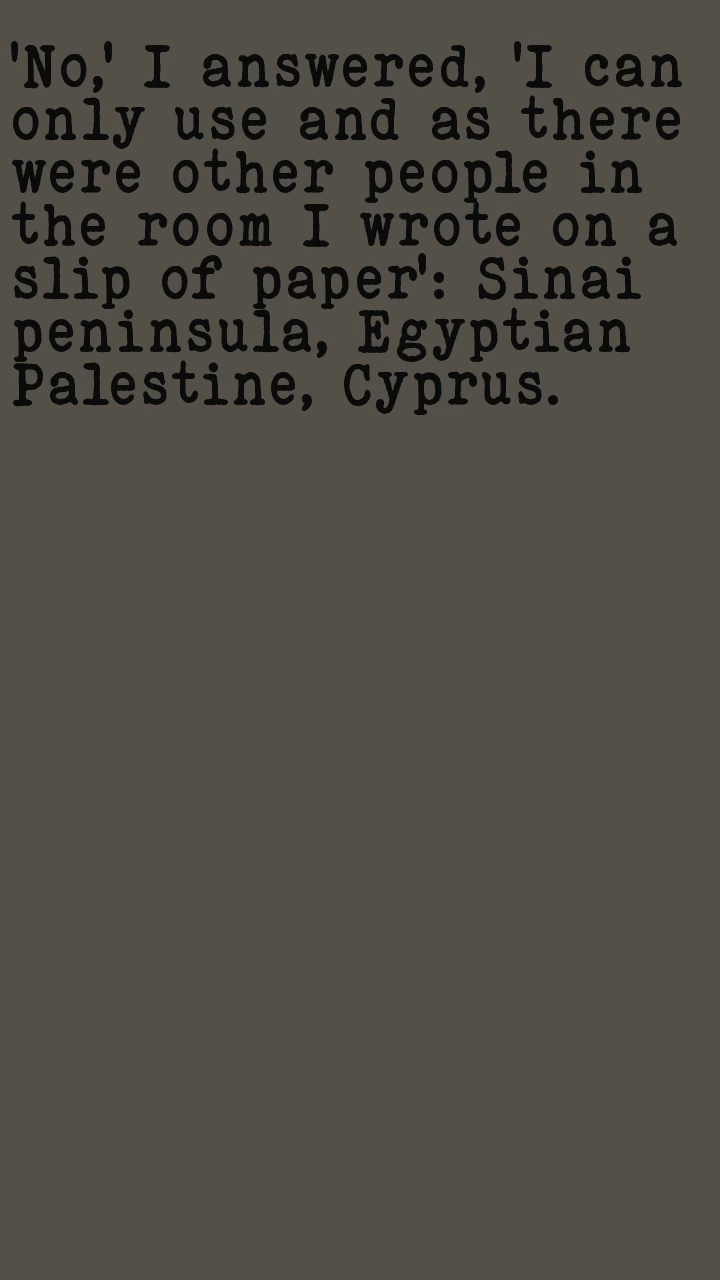 'No,' I answered, 'I can
only use and as there
were other people in
the room I wrote on a
slip of paper': Sinai
peninsula, Egyptian
Palestine, Cyprus.